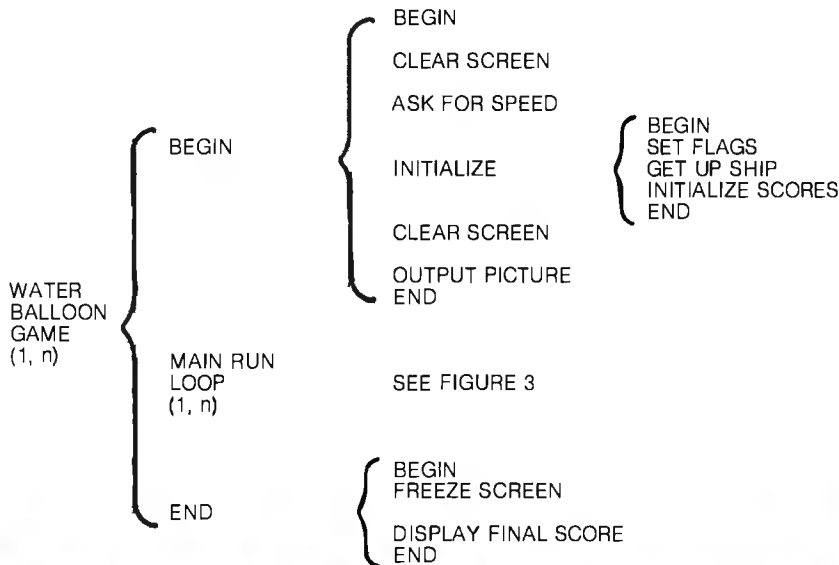 WATER
BALLOON
GAME
(1, n)
BEGIN
BEGIN
CLEAR SCREEN
ASK FOR SPEED
INITIALIZE
BEGIN
SET FLAGS
GET UP SHIP
INITIALIZE SCORES
END
CLEAR SCREEN
OUTPUT PICTURE
END
MAIN RUN
LOOP
(1, n)
SEE FIGURE 3
END
BEGIN
FREEZE SCREEN
DISPLAY FINAL SCORE
END